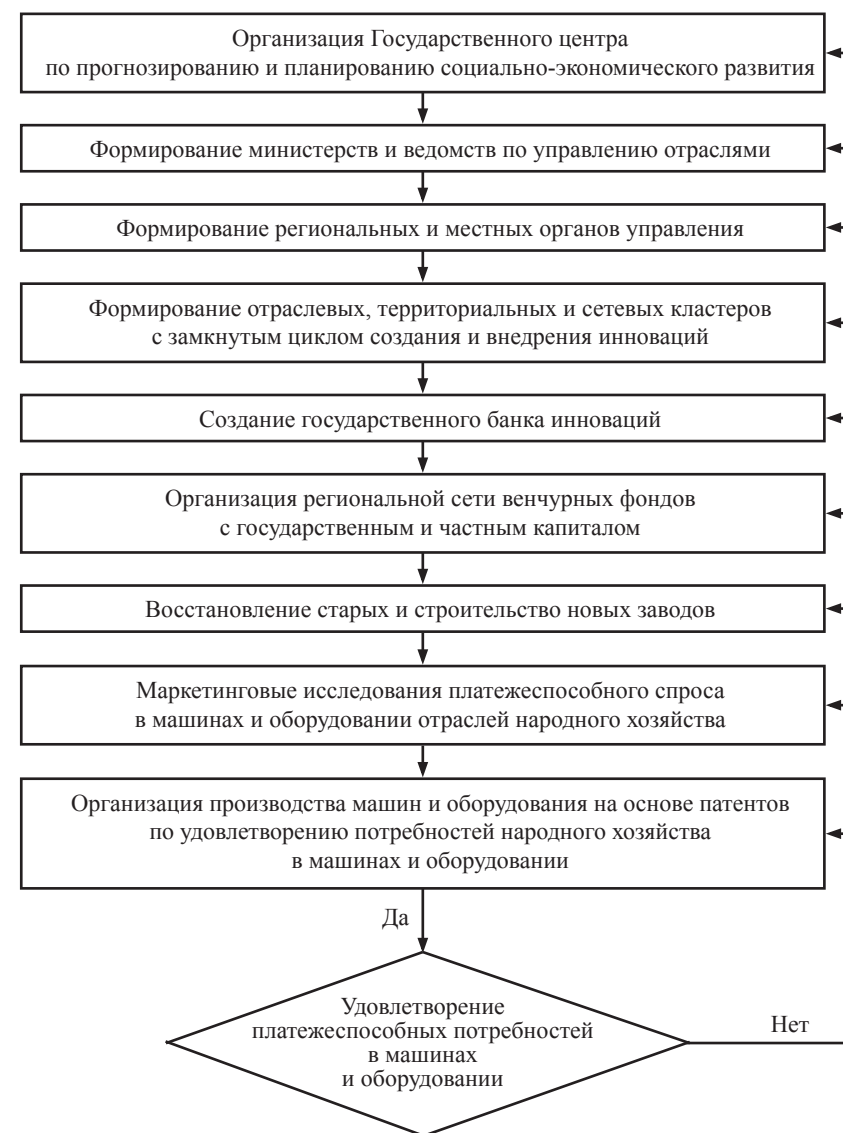 Организация Государственного центра
по прогнозированию и планированию социально-экономического развития
Формирование министерств и ведомств по управлению отраслями
Формирование региональных и местных органов управления
Формирование отраслевых, территориальных и сетевых кластеров
с замкнутым циклом создания и внедрения инноваций
Создание государственного банка инноваций
Организация региональной сети венчурных фондов
с государственным и частным капиталом
Восстановление старых и строительство новых заводов
Маркетинговые исследования платежеспособного спроса
в машинах и оборудовании отраслей народного хозяйства
Организация производства машин и оборудования на основе патентов
по удовлетворению потребностей народного хозяйства
в машинах и оборудовании
Да
Удовлетворение
платежеспособных потребностей
в машинах
и оборудовании
Нет